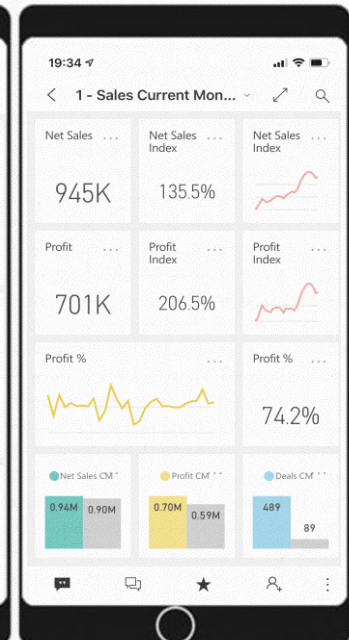 19:34
1 - Sales Current Mon...
Net Sales ...
945K
Net Sales ...
Index
135.5%
Net Sales ...
Index
Profit ...
701K
Profit ...
Index
206.5%
Profit ...
Index
Profit % ...
Profit % ...
74.2%
Net Sales CM
0.94M 0.90M
Profit CM
0.70M 0.59M
Deals CM
489
89